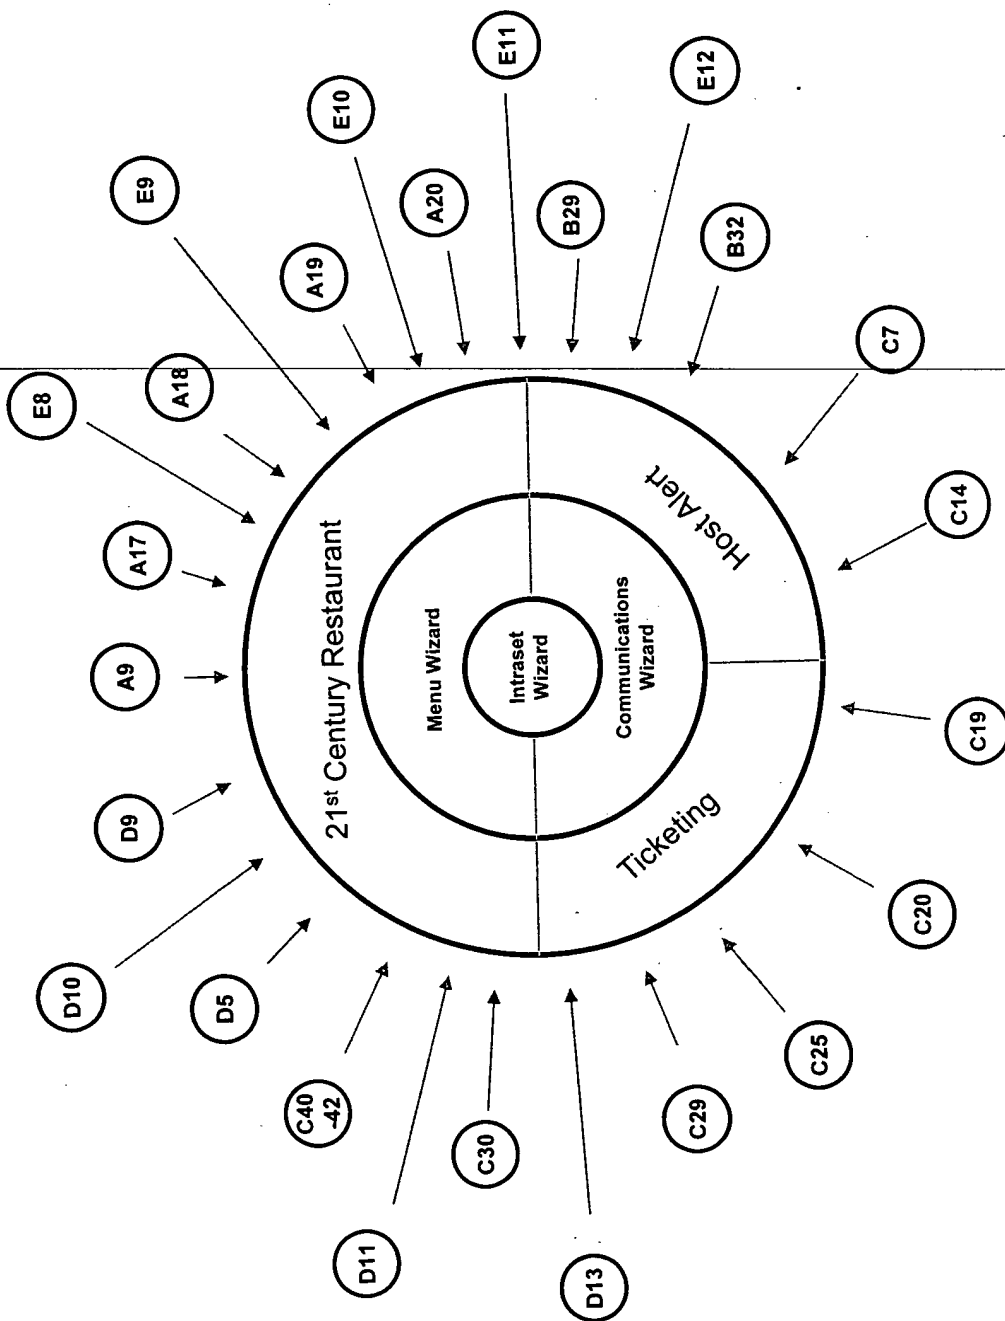 E8
D10
D9
A9
A17
E9
A18
D5
A19
C40
-42
E10
21st Century Restaurant
D11
A20
Menu Wizard
C30
E11
Intraset
Wizard
B29
D13
Communications
Wizard
Ticketing
Host Alert
C29
E12
B32
C25
C7
C20
C14
C19